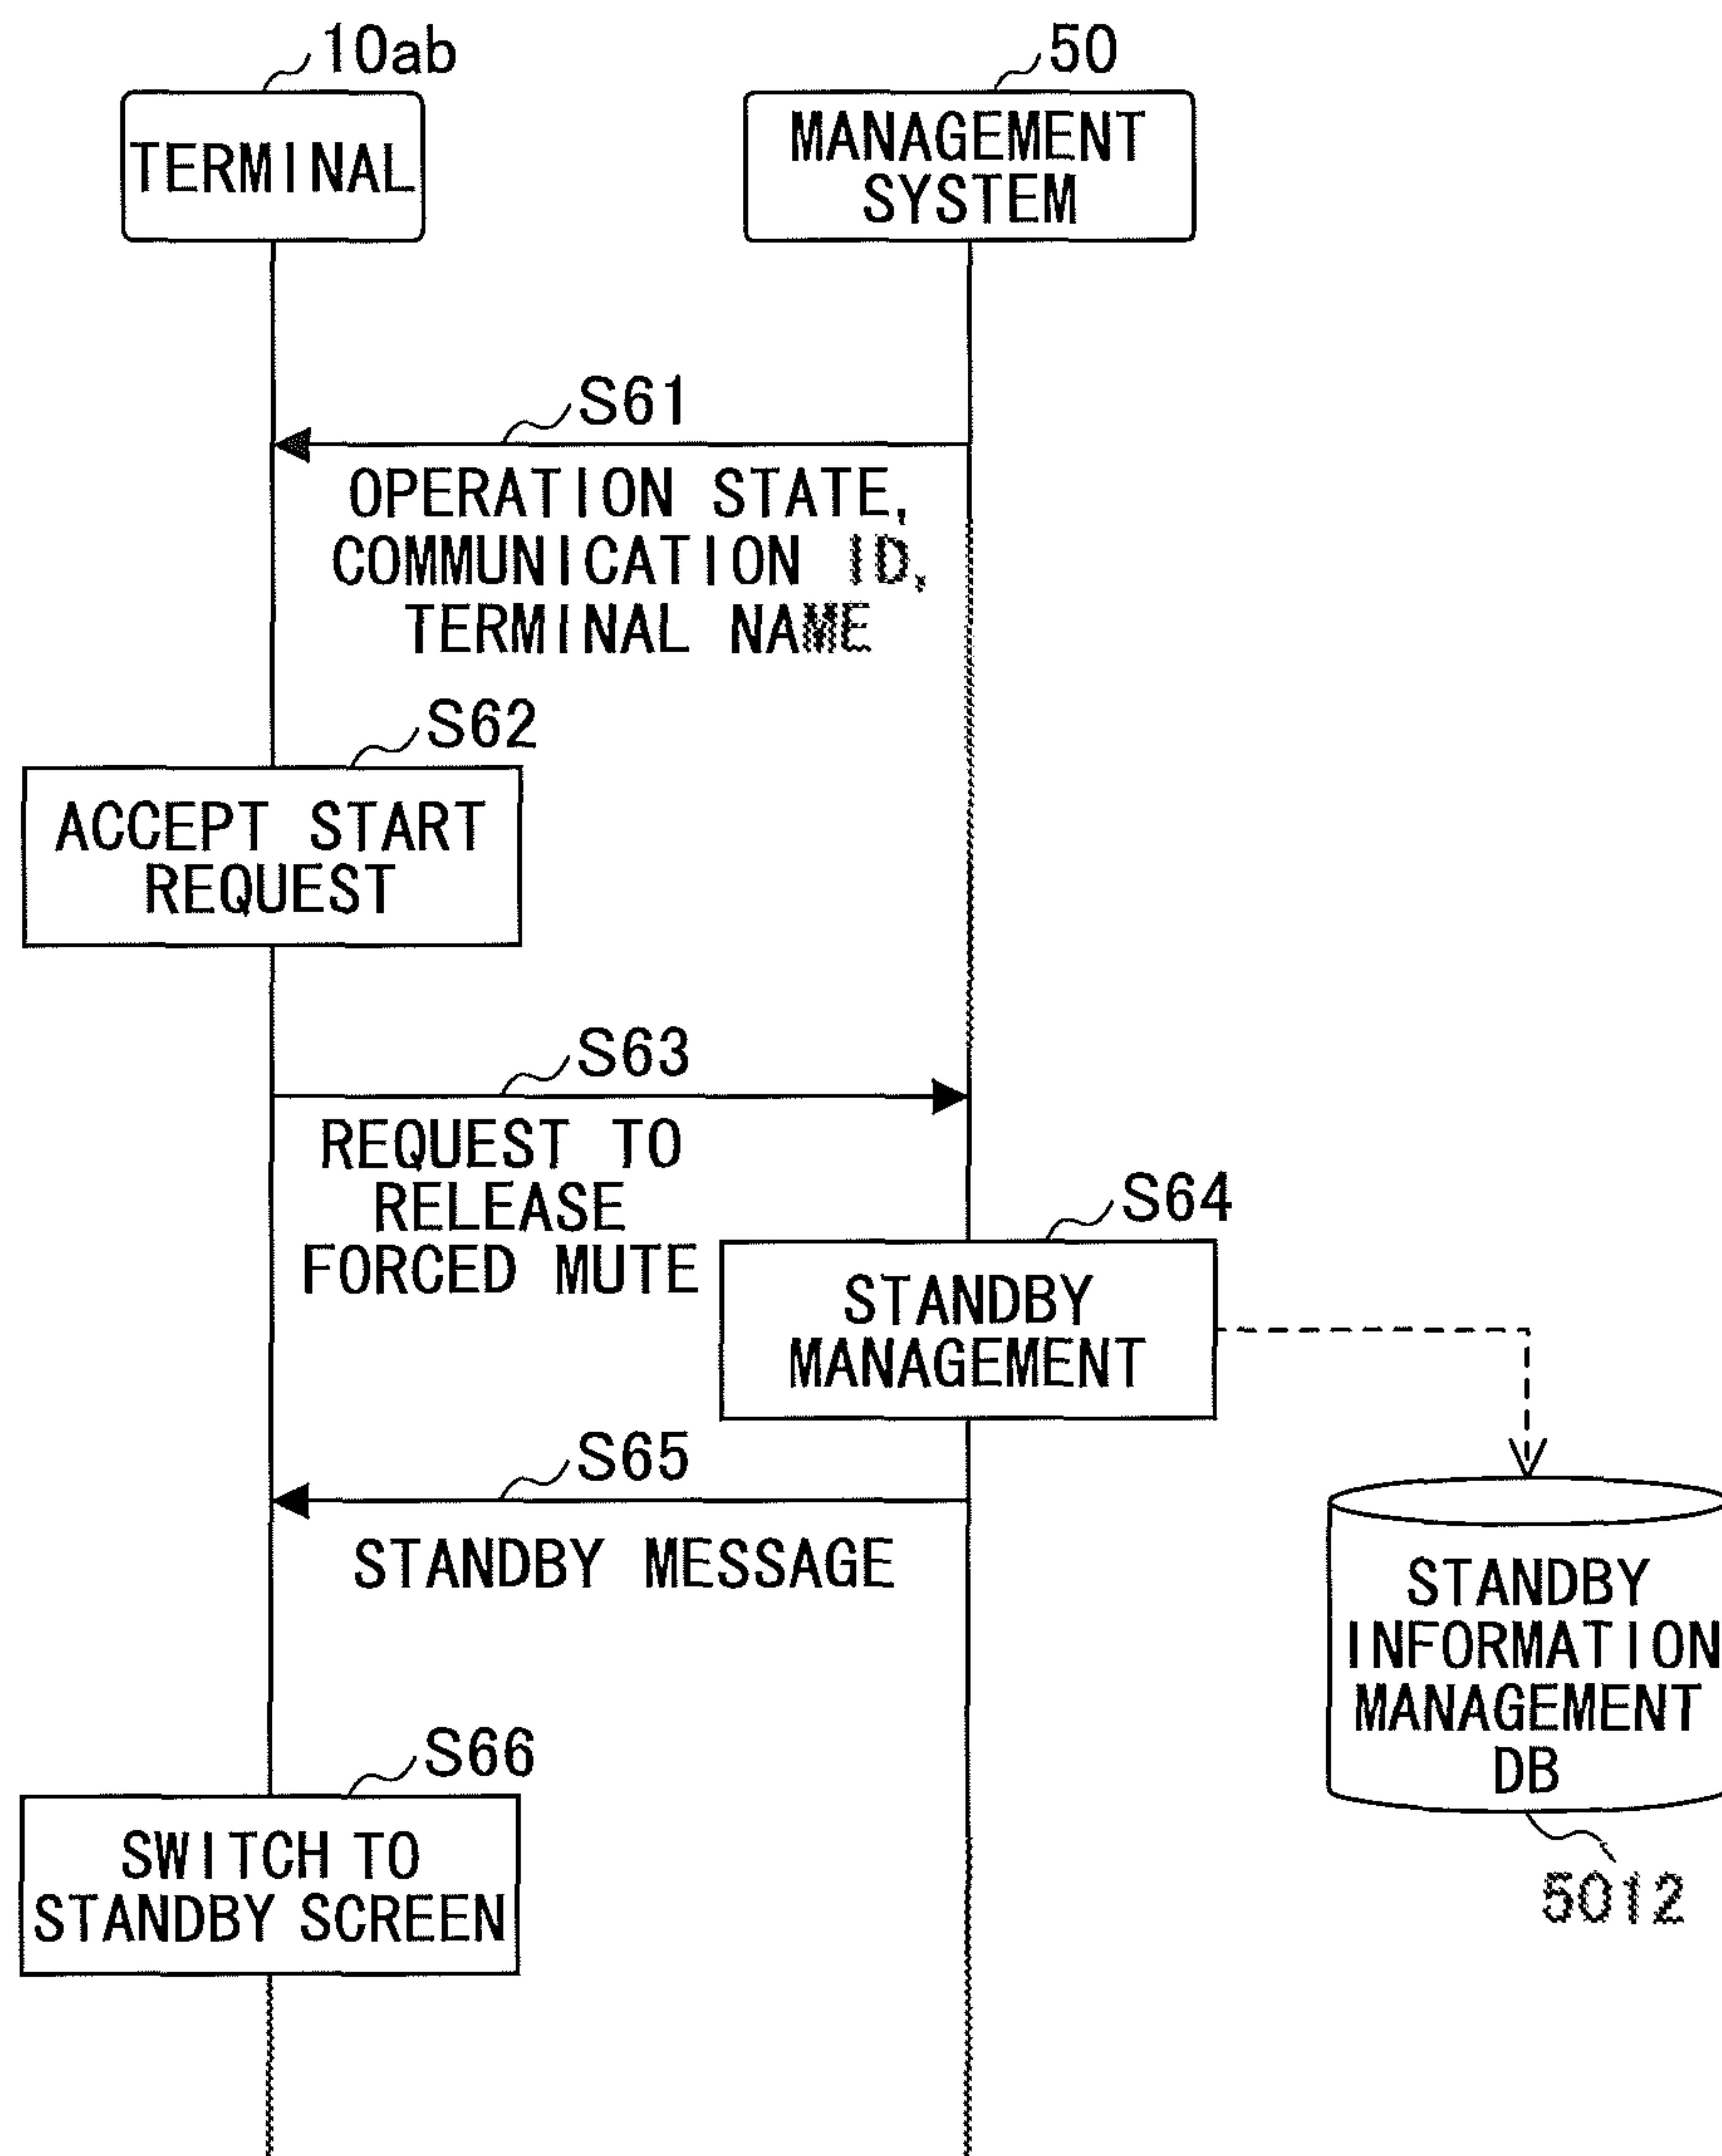 10ab
50
TERMINAL
MANAGEMENT
SYSTEM
S61
OPERATION STATE,
COMMUNICATION ID,
TERMINAL NAME
S62
ACCEPT START
REQUEST
S63
REQUEST TO
RELEASE
FORCED MUTE
S64
STANDBY
MANAGEMENT
S65
STANDBY MESSAGE
STANDBY
INFORMATION
MANAGEMENT
DB
5012
S66
SWITCH TO
STANDBY SCREEN